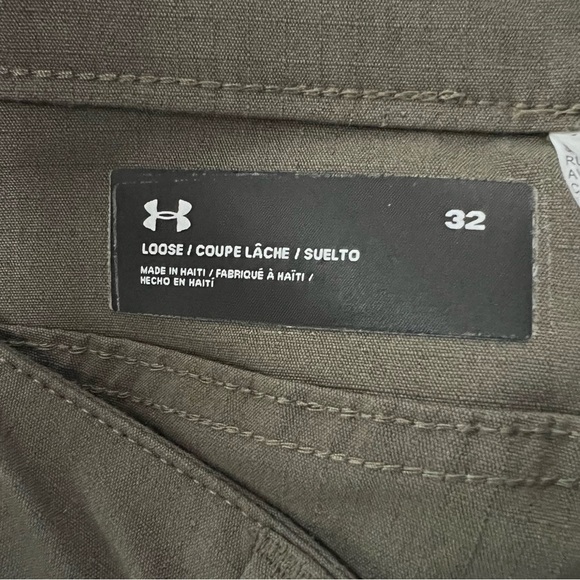 32
LOOSE / COUPE LÂCHE / SUELTO
MADE IN HAITI / FABRIQUÉ À HAÏTI /
HECHO EN HAITÍ